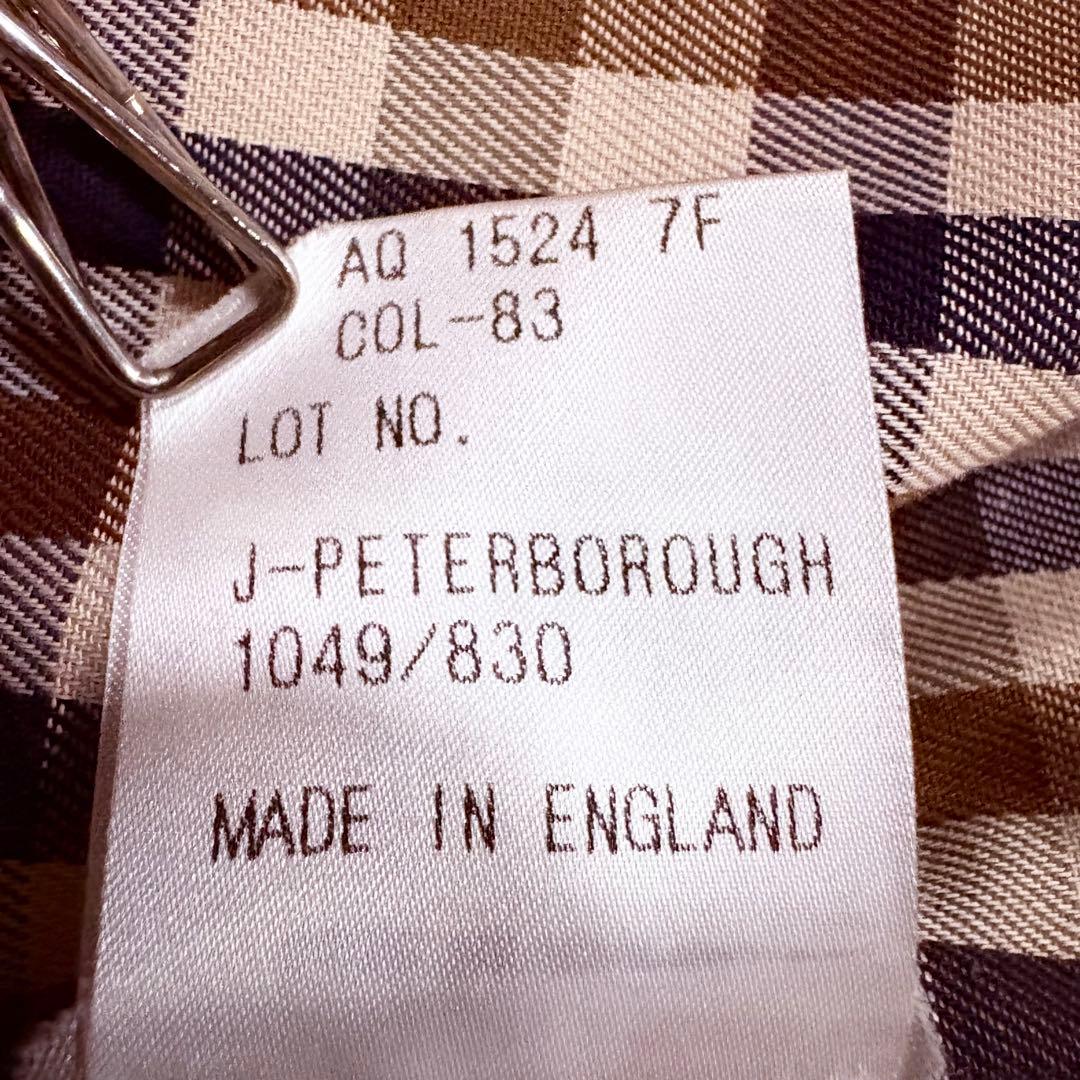 AQ 1524 7F
COL-83
LOT NO.
J-PETERBOROUGH
1049/830
MADE IN ENGLAND